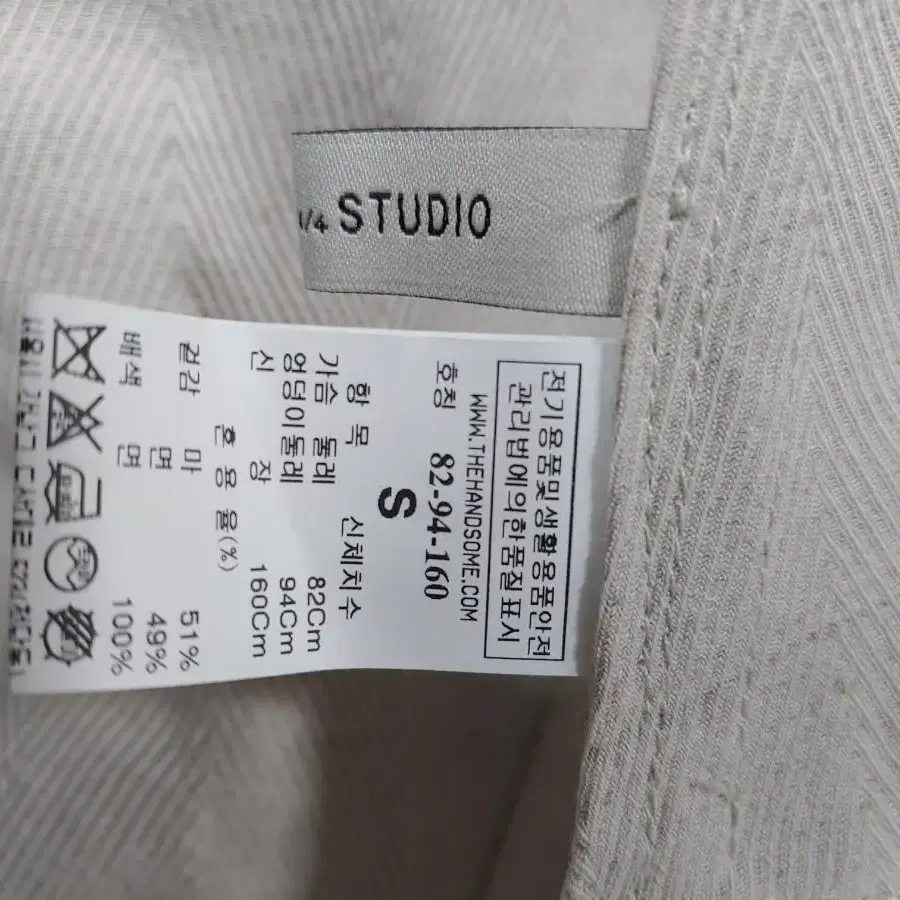 1/4 STUDIO
전기용품및생활용품안전
관리법에의한품질표시
WWW.THEHANDSOME.COM
호칭 82-94-160
S
항 목 신체치수
가슴 둘레 82Cm
엉덩이둘레 94Cm
신 장 160Cm
혼 용 율(%)
겉감 마 51%
면 49%
배색 면 100%